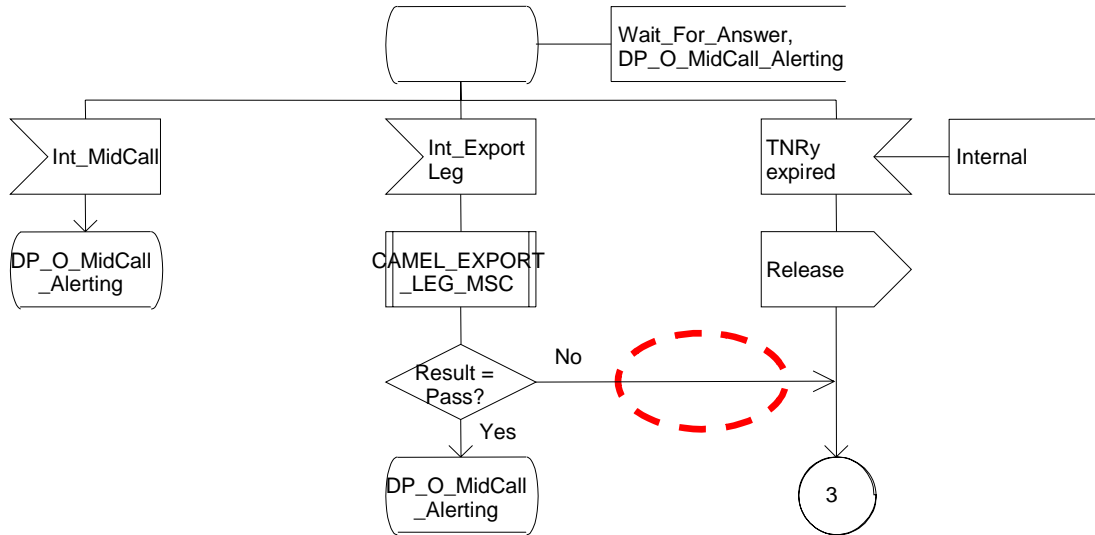 Wait_For_Answer,
DP_O_MidCall_Alerting
Int_MidCall
Int_Export
Leg
TNRy
expired
Internal
DP_O_MidCall
_Alerting
CAMEL_EXPORT
_LEG_MSC
Release
Result =
Pass?
No
Yes
DP_O_MidCall
_Alerting
3